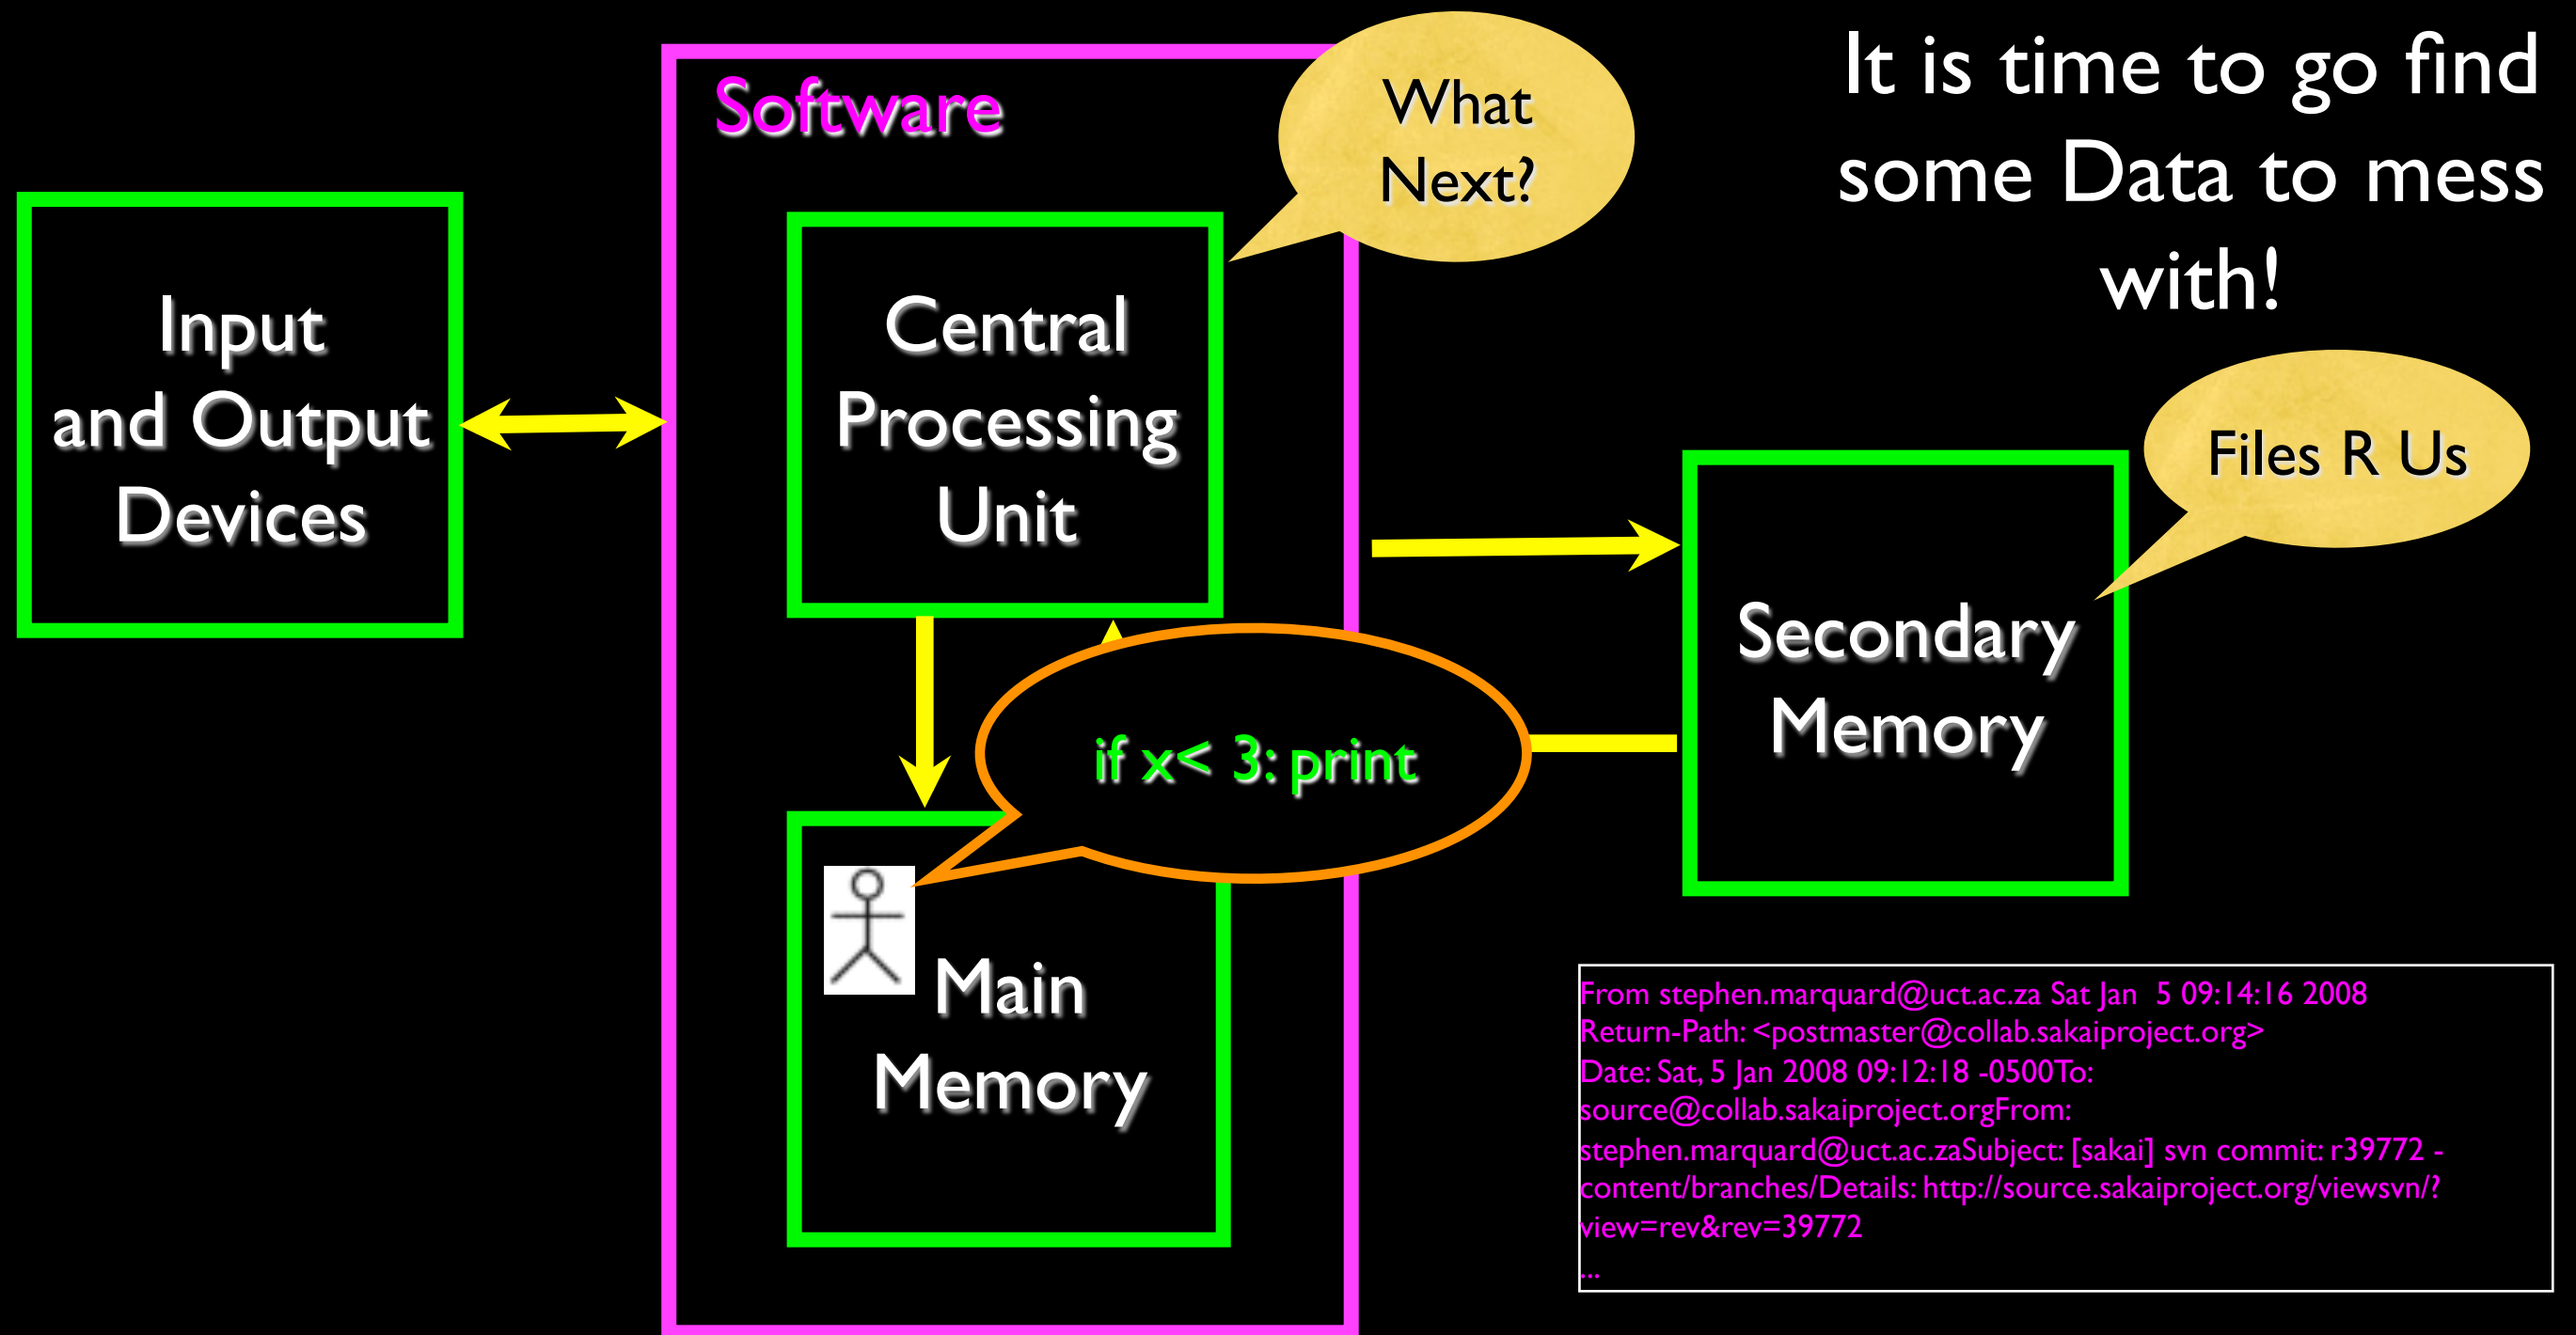 Software
What
Next?
It is time to go find
some Data to mess
with!
Input
and Output
Devices
Central
Processing
Unit
Files R Us
Secondary
Memory
if x< 3: print
Main
Memory
From stephen.marquard@uct.ac.za Sat Jan  5 09:14:16 2008
Return-Path: <postmaster@collab.sakaiproject.org>
Date: Sat, 5 Jan 2008 09:12:18 -0500To:
source@collab.sakaiproject.orgFrom:
stephen.marquard@uct.ac.zaSubject: [sakai] svn commit: r39772 -
content/branches/Details: http://source.sakaiproject.org/viewsvn/?
view=rev&rev=39772
...